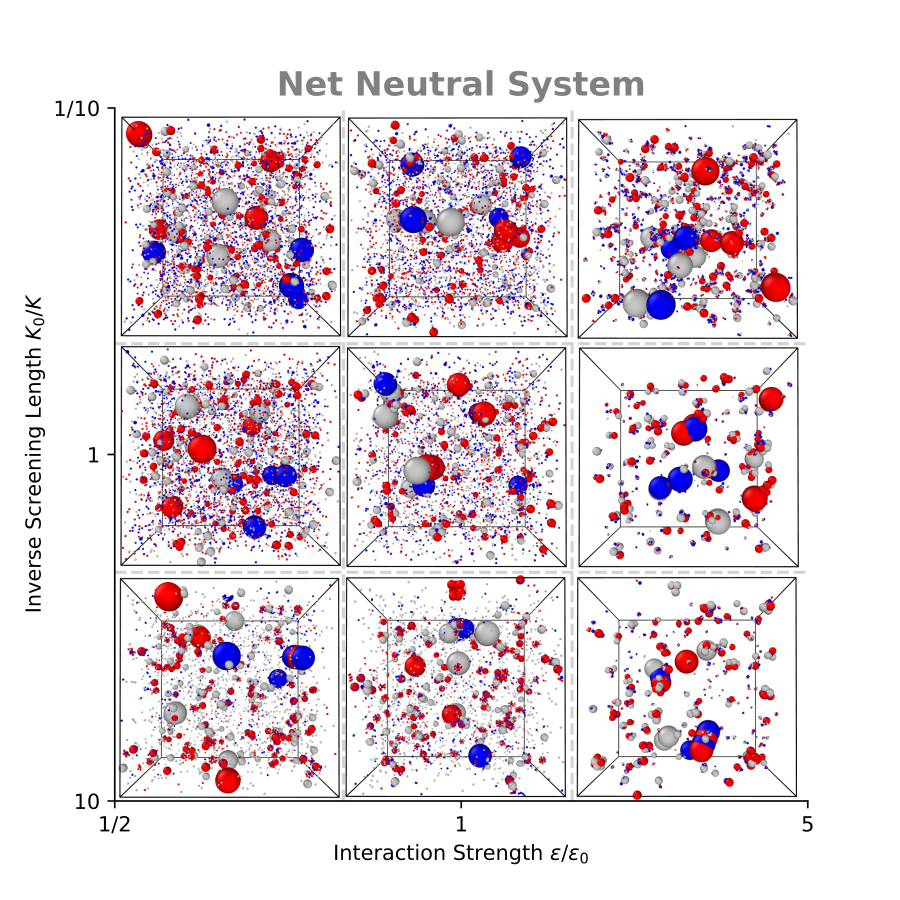 Net Neutral System
1/10
1
10
Inverse Screening Length K₀/K
1/2
1
5
Interaction Strength ε/ε₀